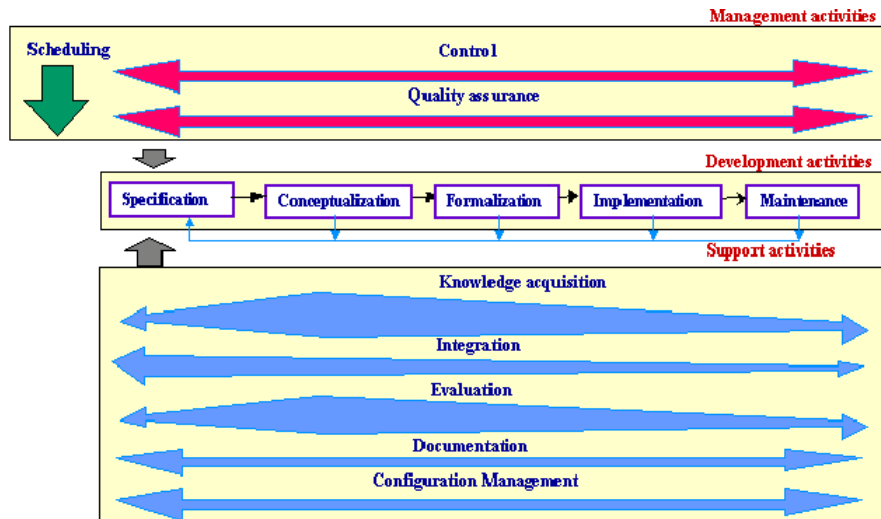 Management activities
Scheduling
Control
Quality assurance
Development activities
Specification
Conceptualization
Formalization
Implementation
Maintenance
Support activities
Knowledge acquisition
Integration
Evaluation
Documentation
Configuration Management